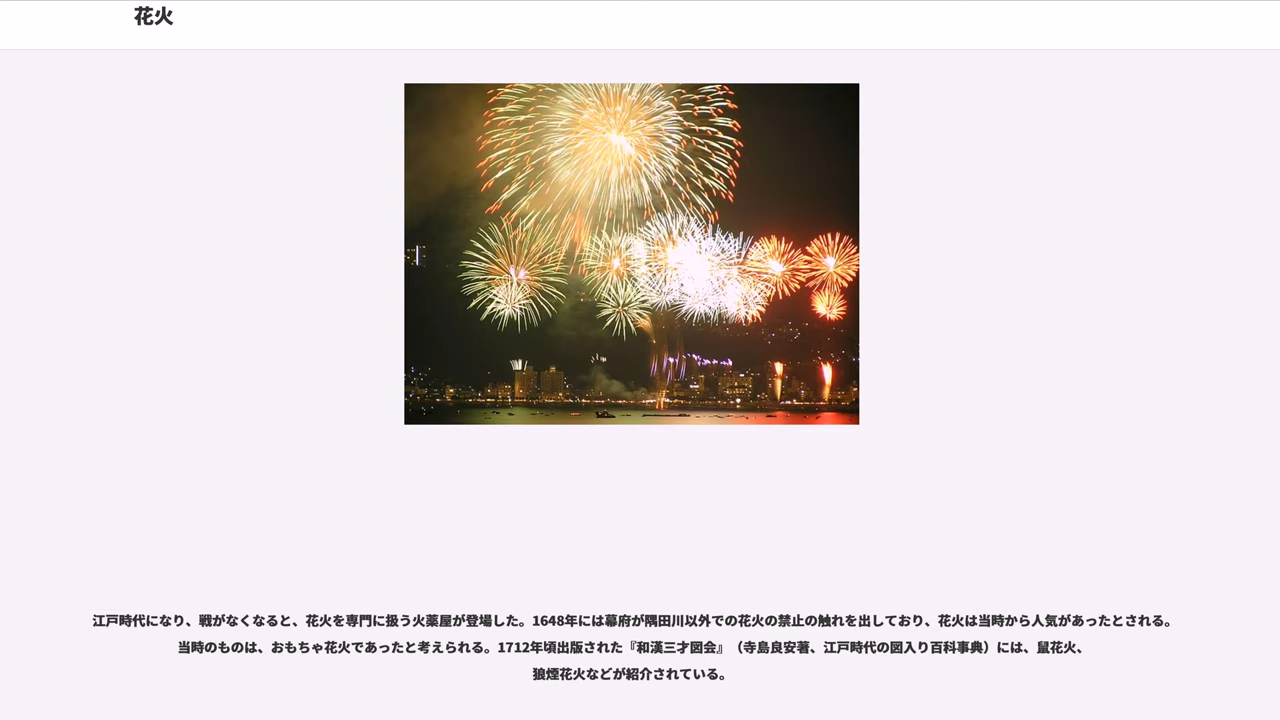 花火
江戸時代になり、戦がなくなると、花火を専門に扱う火薬屋が登場した。1648年には幕府が隅田川以外での花火の禁止の触れを出しており、花火は当時から人気があったとされる。
当時のものは、おもちゃ花火であったと考えられる。1712年頃出版された『和漢三才図会』（寺島良安著、江戸時代の図入り百科事典）には、鼠花火、
狼煙花火などが紹介されている。